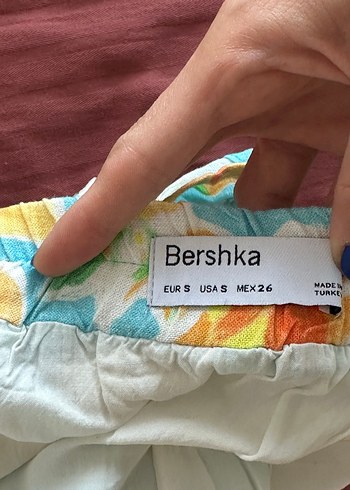 Bershka
EUR S USA S MEX 26
MADE IN
TURKEY